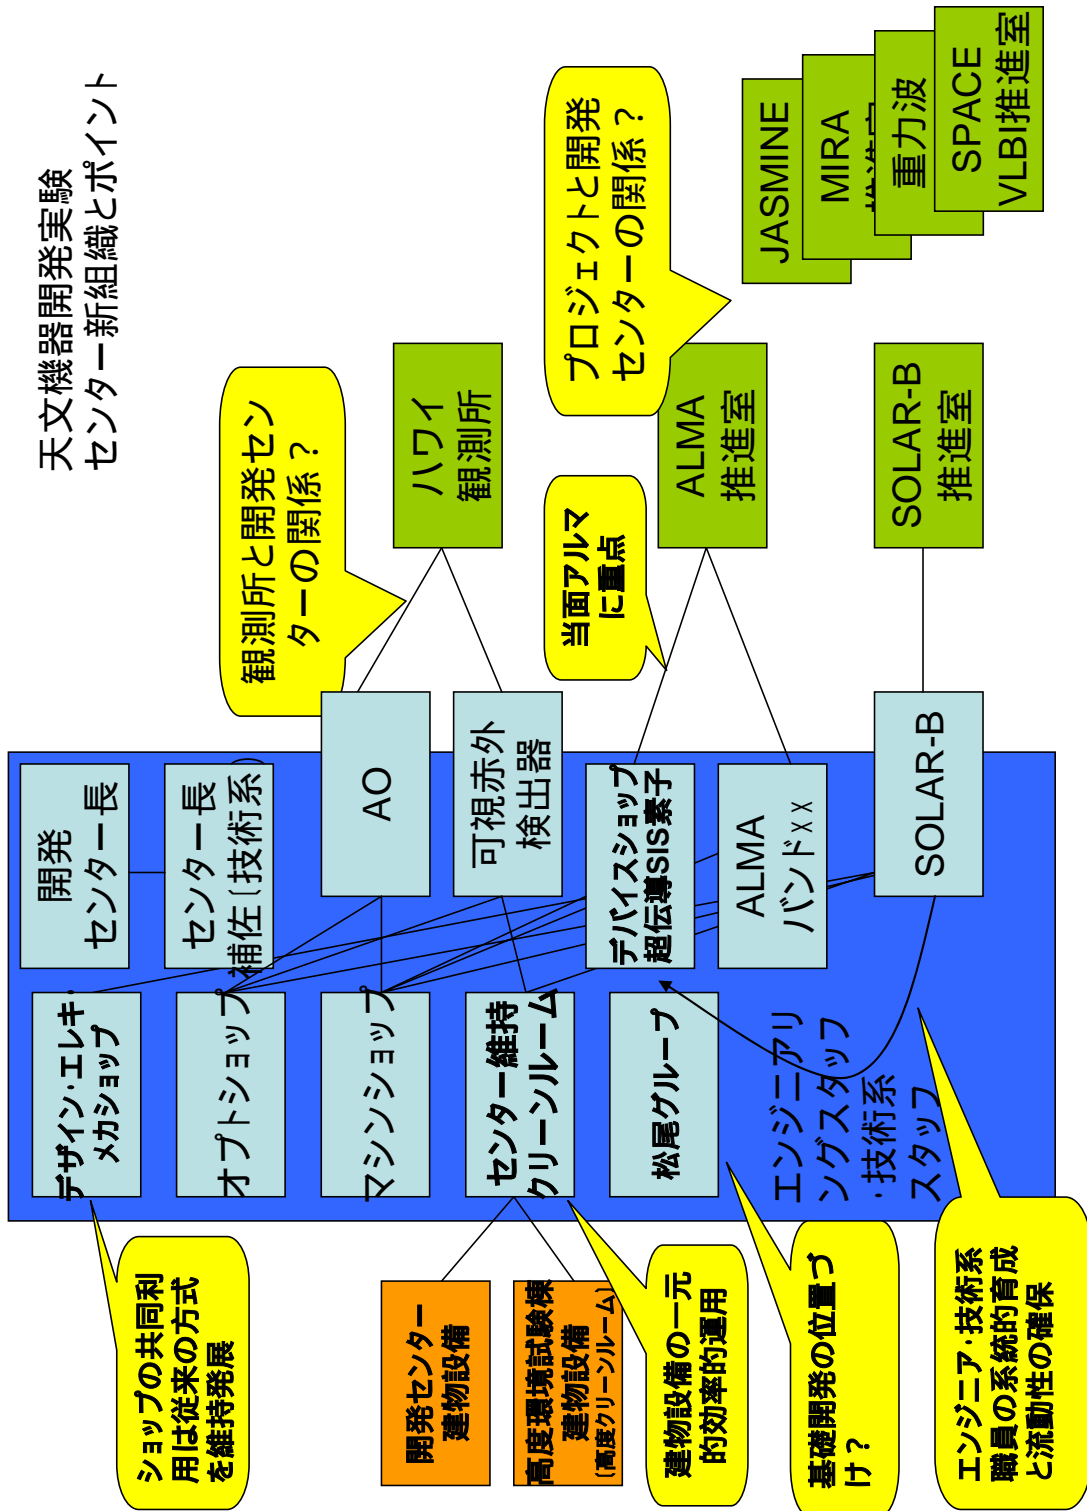 天文機器開発実験
センター新組織とポイント
開発
センター長
センター長
補佐（技術系
デザイン・エレキ・
メカショップ
オプトショップ
マシンショップ
センター維持
クリーンルーム
松尾グループ
エンジニアリ
ングスタッフ
・技術系
スタッフ
AO
可視赤外
検出器
デバイスショップ
超伝導SIS素子
ALMA
バンドxx
SOLAR-B
ハワイ
観測所
ALMA
推進室
SOLAR-B
推進室
JASMINE
MIRA
推進室
重力波
SPACE
VLBI推進室
開発センター
建物設備
高度環境試験棟
建物設備
（高度クリーンルーム）
観測所と開発セン
ターの関係？
プロジェクトと開発
センターの関係？
当面アルマ
に重点
ショップの共同利
用は従来の方式
を維持発展
建物設備の一元
的効率的運用
基礎開発の位置づ
け？
エンジニア・技術系
職員の系統的育成
と流動性の確保